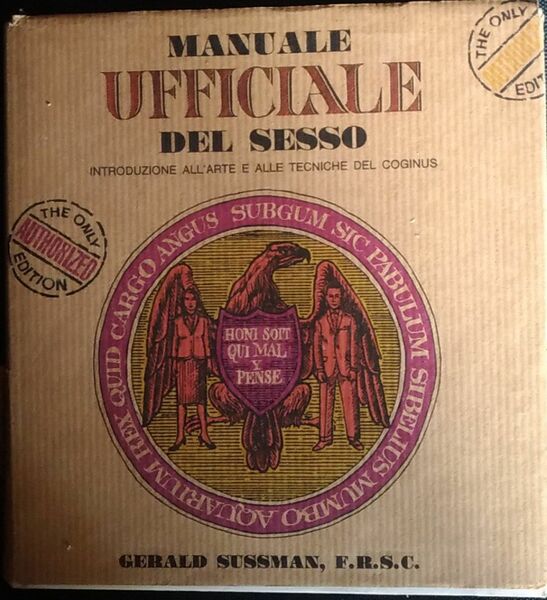 MANUALE
UFFICIALE
DEL SESSO
INTRODUZIONE ALL'ARTE E ALLE TECNICHE DEL COGINUS
THE ONLY
EDIT
THE ONLY
AUTHORIZED
EDITION
REX QUID CARGO ANGUS SUBGUM SIC PABULUM SIBELIUS MUMBO AQUARIUM
HONI SOIT
QUI MAL
Y
PENSE
GERALD SUSSMAN, F.R.S.C.